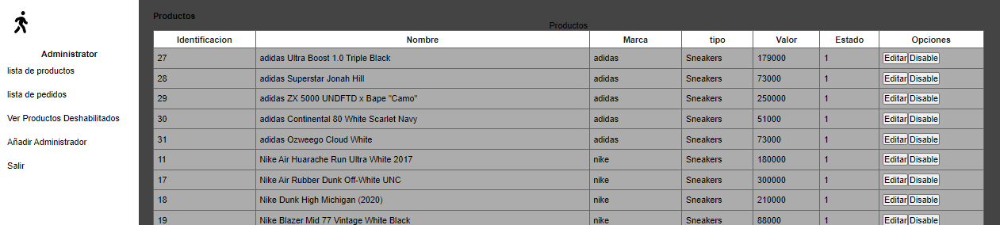 Administrator
lista de productos
lista de pedidos
Ver Productos Deshabilitados
Añadir Administrador
Salir
Productos
Productos
Identificacion Nombre Marca tipo Valor Estado Opciones
27 adidas Ultra Boost 1.0 Triple Black adidas Sneakers 179000 1 Editar Disable
28 adidas Superstar Jonah Hill adidas Sneakers 73000 1 Editar Disable
29 adidas ZX 5000 UNDFTD x Bape "Camo" adidas Sneakers 250000 1 Editar Disable
30 adidas Continental 80 White Scarlet Navy adidas Sneakers 51000 1 Editar Disable
31 adidas Ozweego Cloud White adidas Sneakers 73000 1 Editar Disable
11 Nike Air Huarache Run Ultra White 2017 nike Sneakers 180000 1 Editar Disable
17 Nike Air Rubber Dunk Off-White UNC nike Sneakers 300000 1 Editar Disable
18 Nike Dunk High Michigan (2020) nike Sneakers 210000 1 Editar Disable
19 Nike Blazer Mid 77 Vintage White Black nike Sneakers 88000 1 Editar Disable